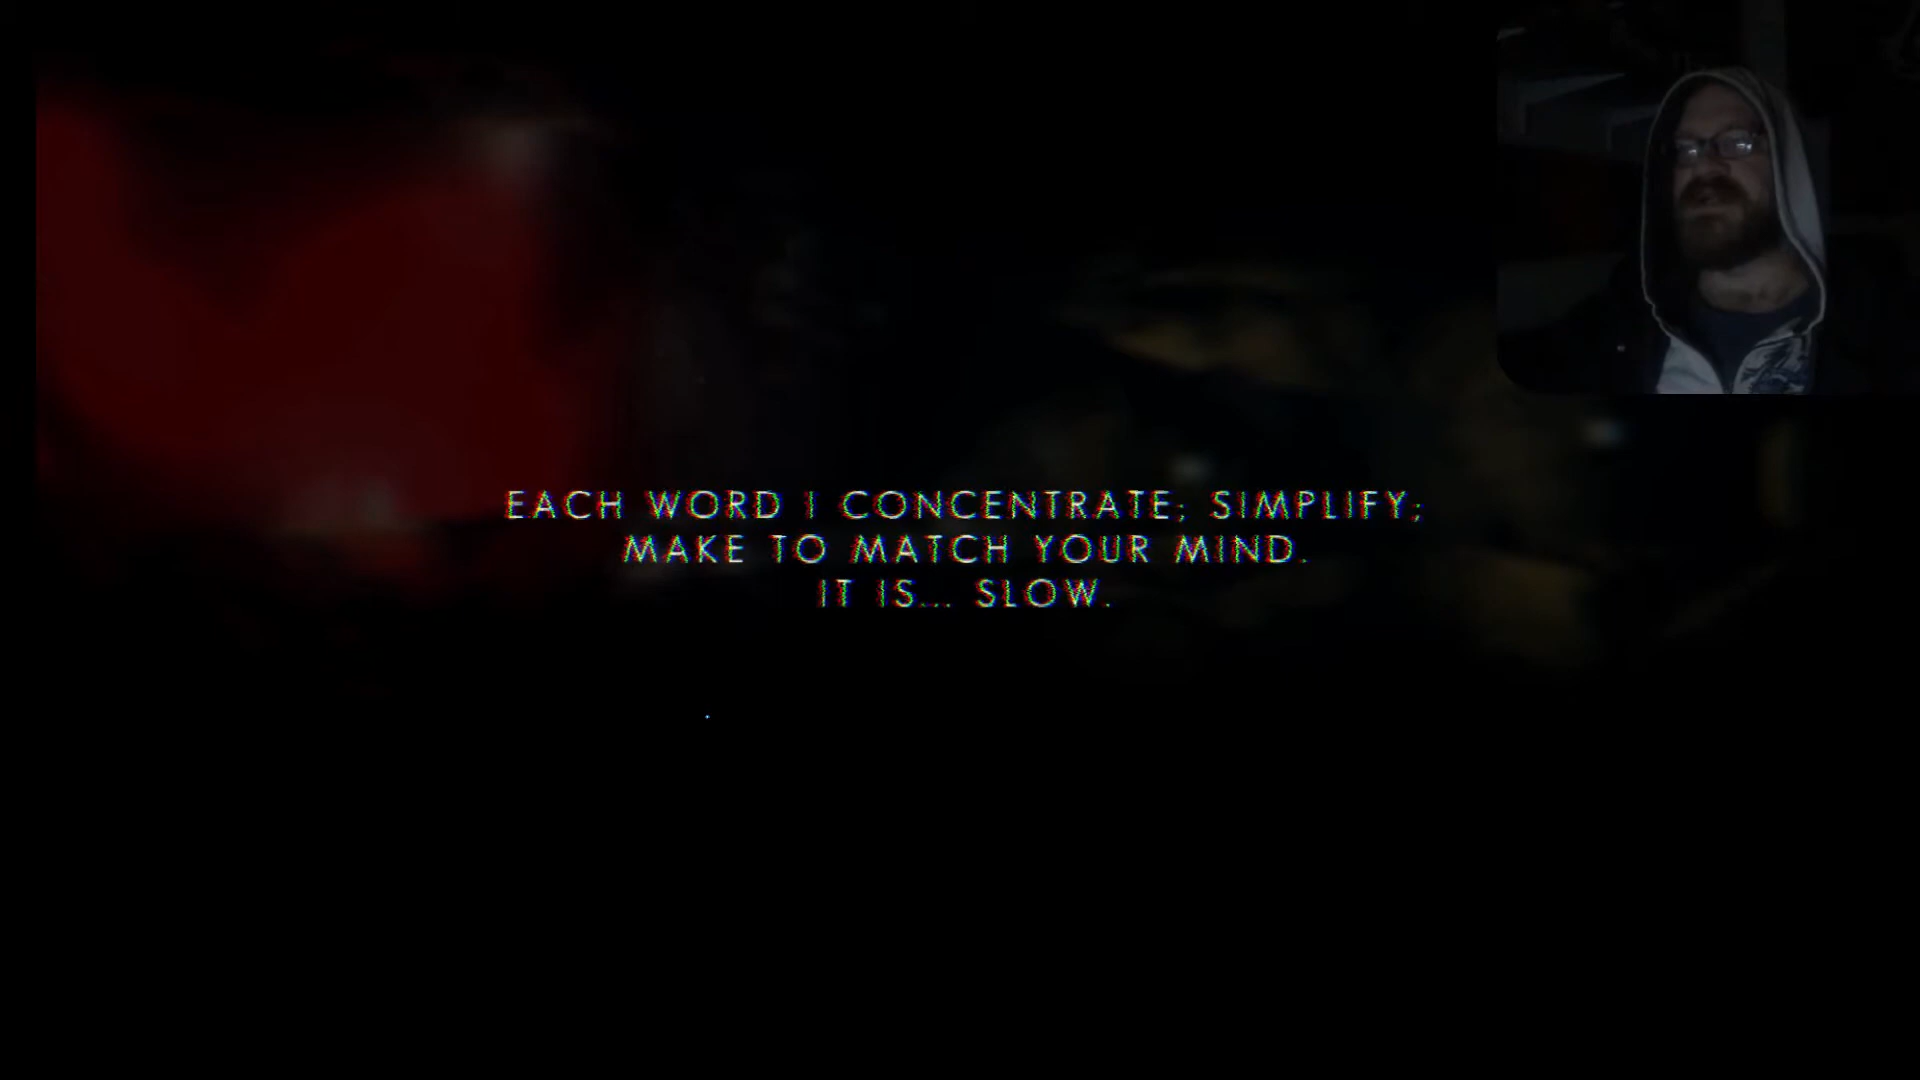 EACH WORD I CONCENTRATE; SIMPLIFY;
MAKE TO MATCH YOUR MIND.
IT IS... SLOW.